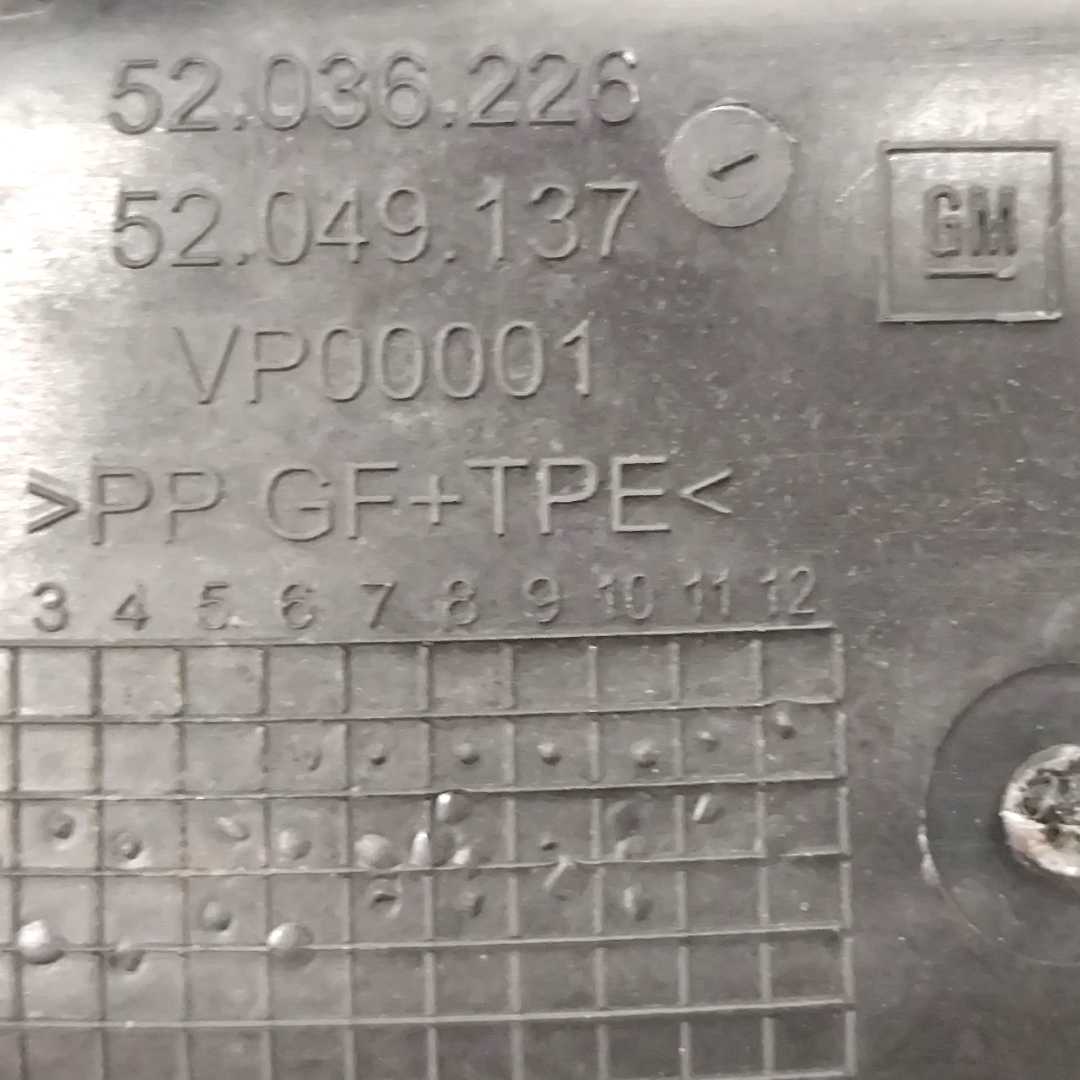 52.036.226
52.049.137
GM
VP00001
>PP GF+TPE<
3 4 5 6 7 8 9 10 11 12